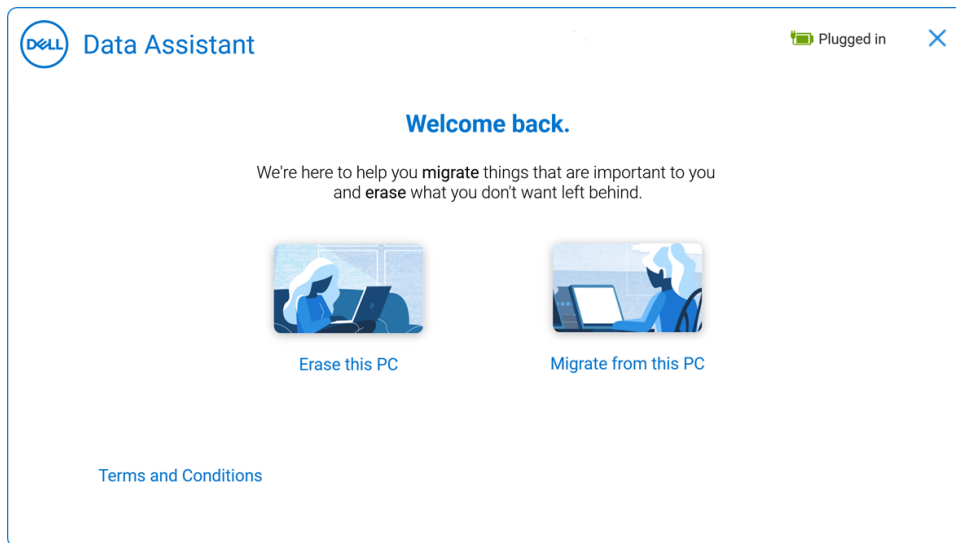 DELL
Data Assistant
Plugged in
Welcome back.
We're here to help you migrate things that are important to you
and erase what you don't want left behind.
Erase this PC
Migrate from this PC
Terms and Conditions